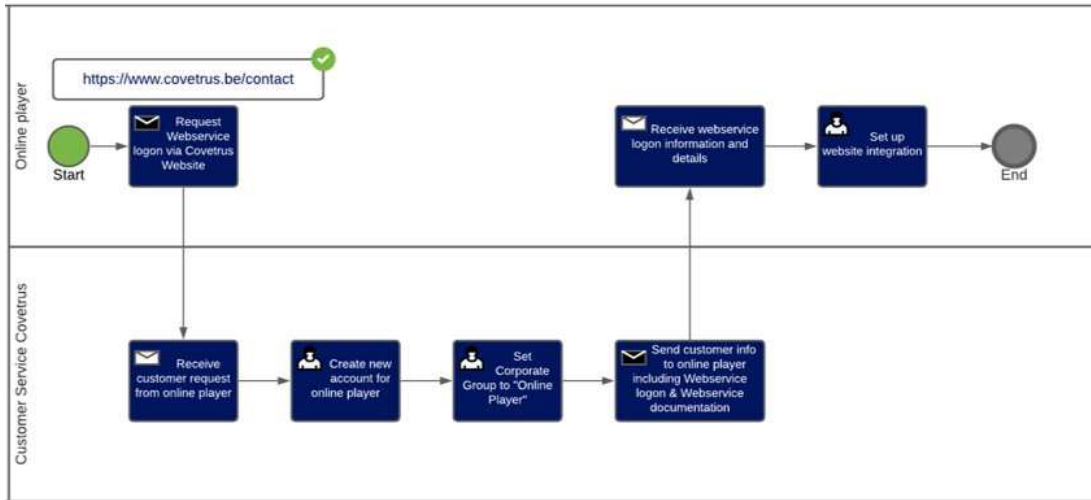 Online player
https://www.covetrus.be/contact
Start
Request
Webservice
logon via Covetrus
Website
Receive webservice
logon information and
details
Set up
website integration
End
Customer Service Covetrus
Receive
customer request
from online player
Create new
account for
online player
Set
Corporate
Group to "Online
Player"
Send customer info
to online player
including Webservice
logon & Webservice
documentation